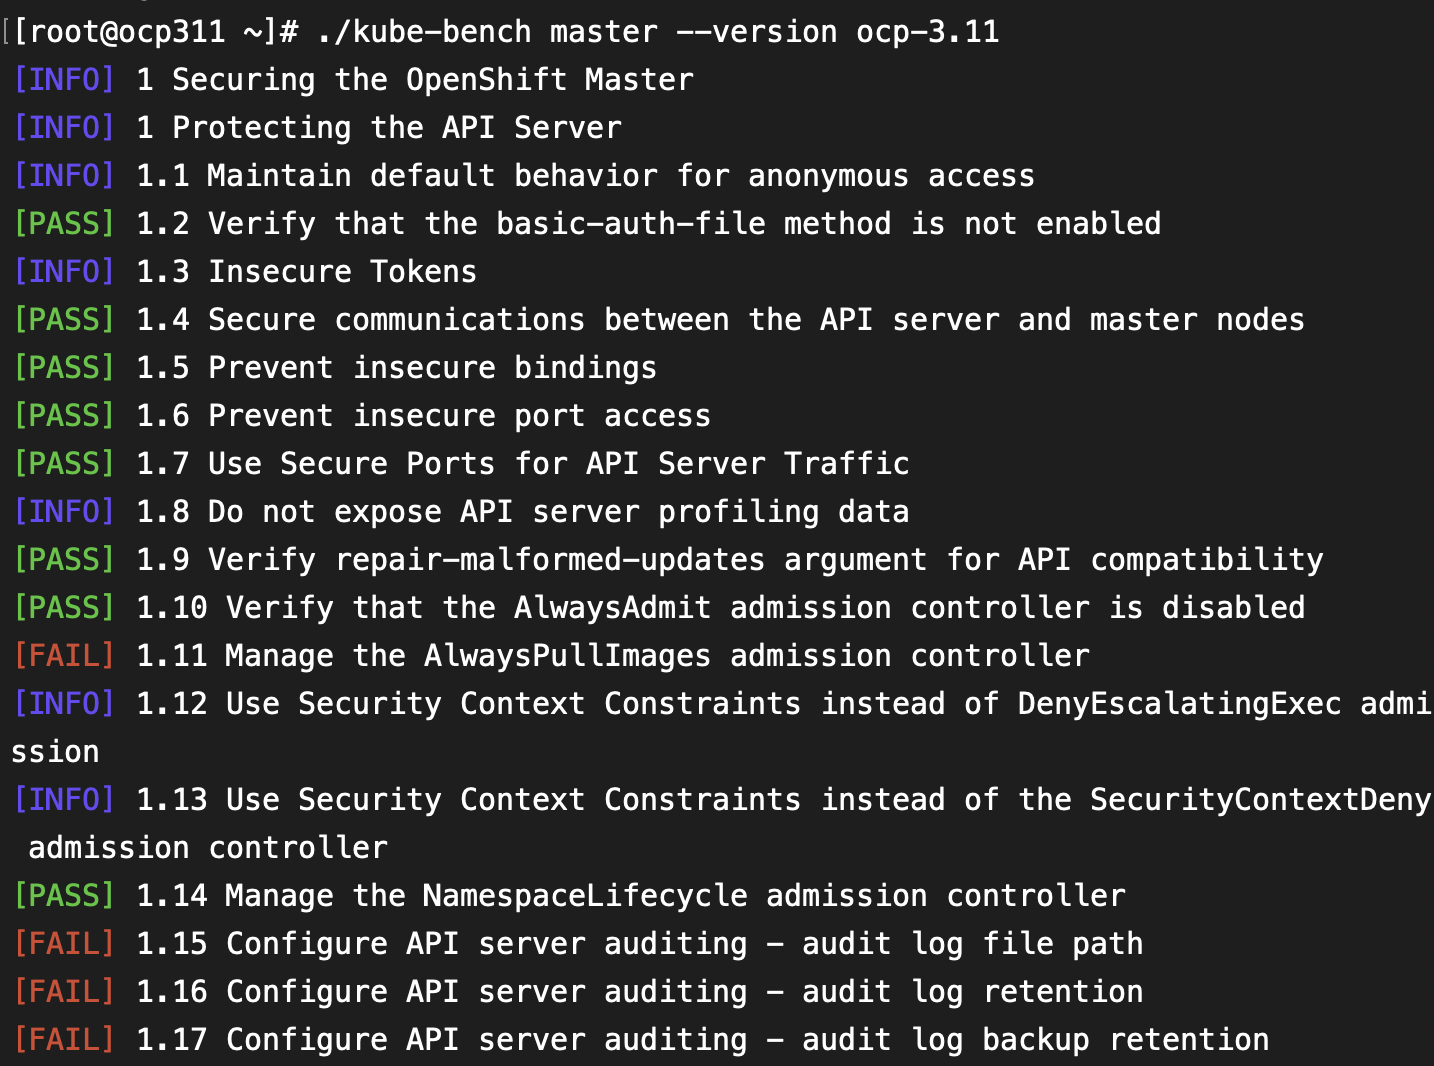 [[root@ocp311 ~]# ./kube-bench master --version ocp-3.11
[INFO] 1 Securing the OpenShift Master
[INFO] 1 Protecting the API Server
[INFO] 1.1 Maintain default behavior for anonymous access
[PASS] 1.2 Verify that the basic-auth-file method is not enabled
[INFO] 1.3 Insecure Tokens
[PASS] 1.4 Secure communications between the API server and master nodes
[PASS] 1.5 Prevent insecure bindings
[PASS] 1.6 Prevent insecure port access
[PASS] 1.7 Use Secure Ports for API Server Traffic
[INFO] 1.8 Do not expose API server profiling data
[PASS] 1.9 Verify repair-malformed-updates argument for API compatibility
[PASS] 1.10 Verify that the AlwaysAdmit admission controller is disabled
[FAIL] 1.11 Manage the AlwaysPullImages admission controller
[INFO] 1.12 Use Security Context Constraints instead of DenyEscalatingExec admi
ssion
[INFO] 1.13 Use Security Context Constraints instead of the SecurityContextDeny
 admission controller
[PASS] 1.14 Manage the NamespaceLifecycle admission controller
[FAIL] 1.15 Configure API server auditing - audit log file path
[FAIL] 1.16 Configure API server auditing - audit log retention
[FAIL] 1.17 Configure API server auditing - audit log backup retention